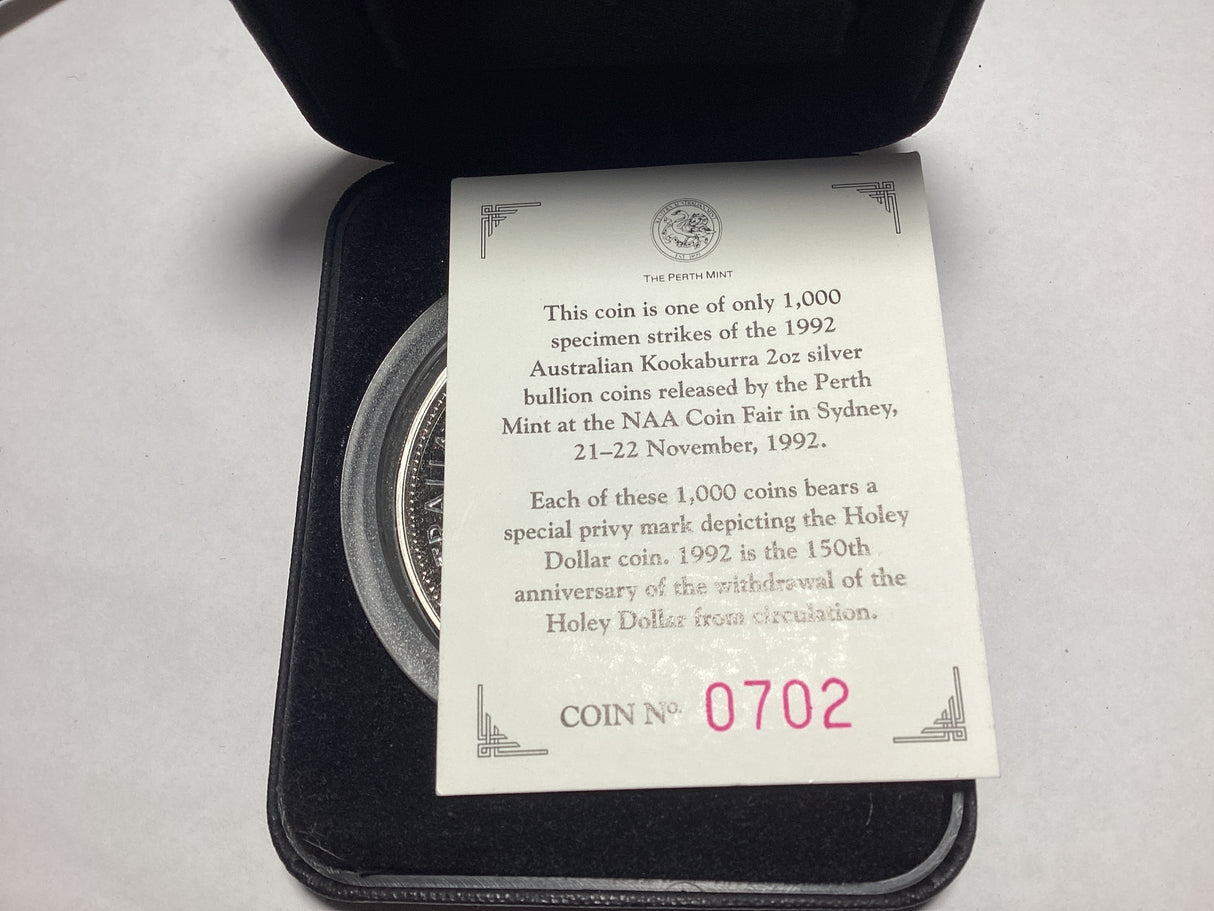 THE PERTH MINT
This coin is one of only 1,000
specimen strikes of the 1992
Australian Kookaburra 2oz silver
bullion coins released by the Perth
Mint at the NAA Coin Fair in Sydney,
21–22 November, 1992.
Each of these 1,000 coins bears a
special privy mark depicting the Holey
Dollar coin. 1992 is the 150th
anniversary of the withdrawal of the
Holey Dollar from circulation.
COIN Nº. 0702